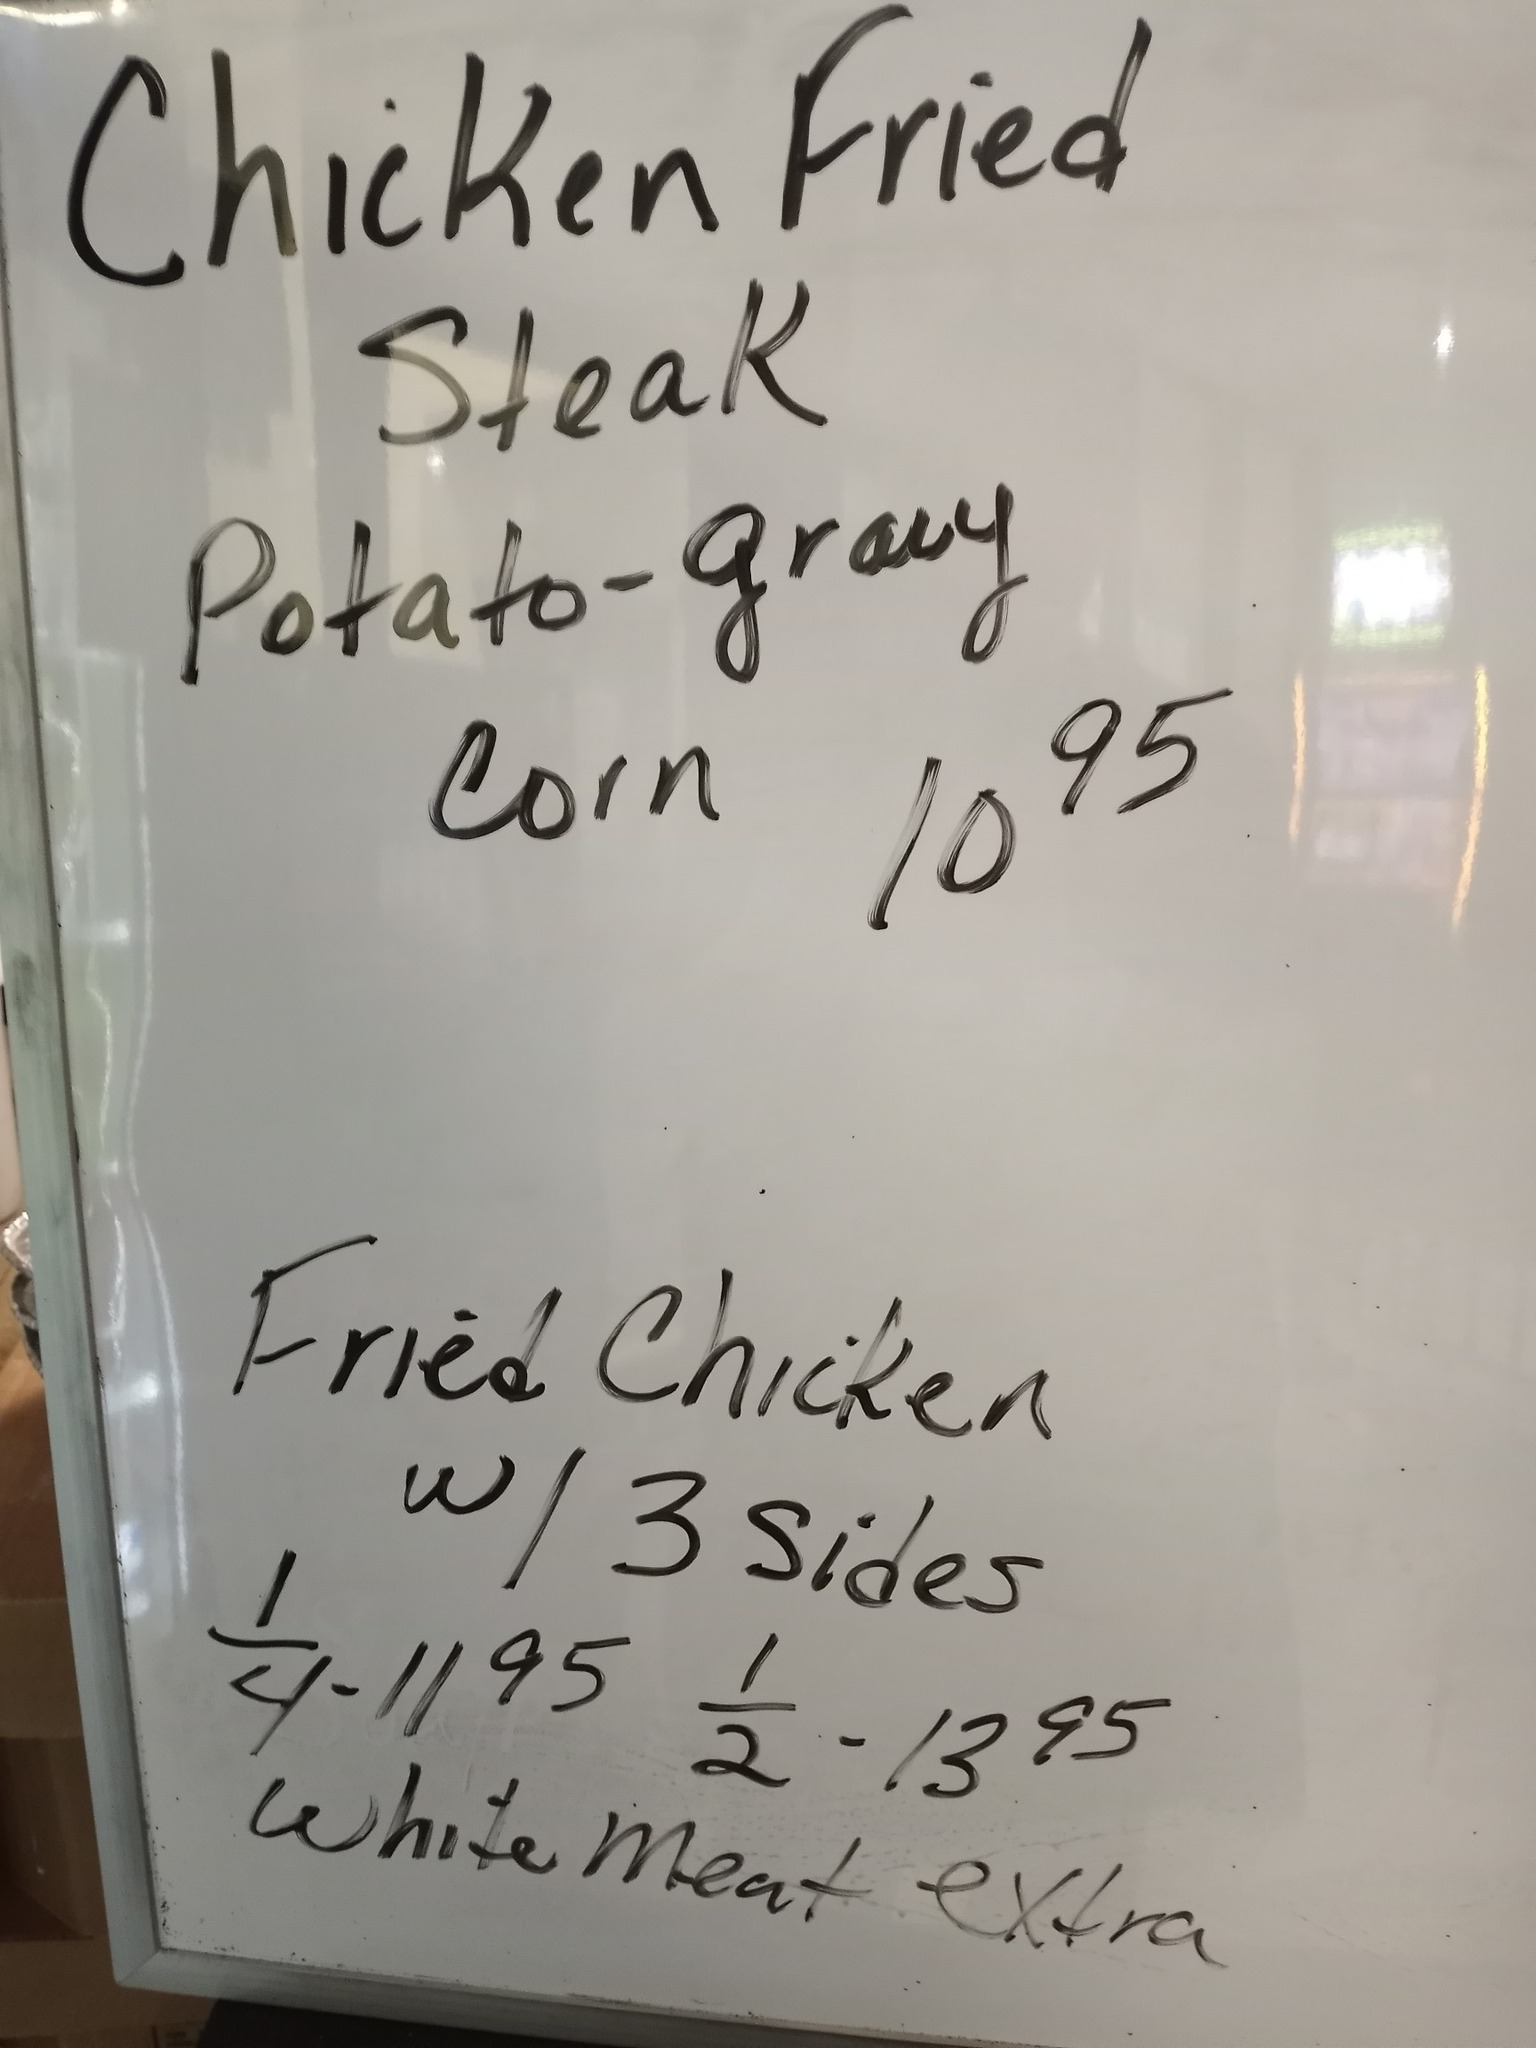 Chicken Fried
Steak
Potato-gravy
Corn 10 95
Fried Chicken
w/ 3 Sides
1/4-11 95 1/2-13 95
White Meat extra